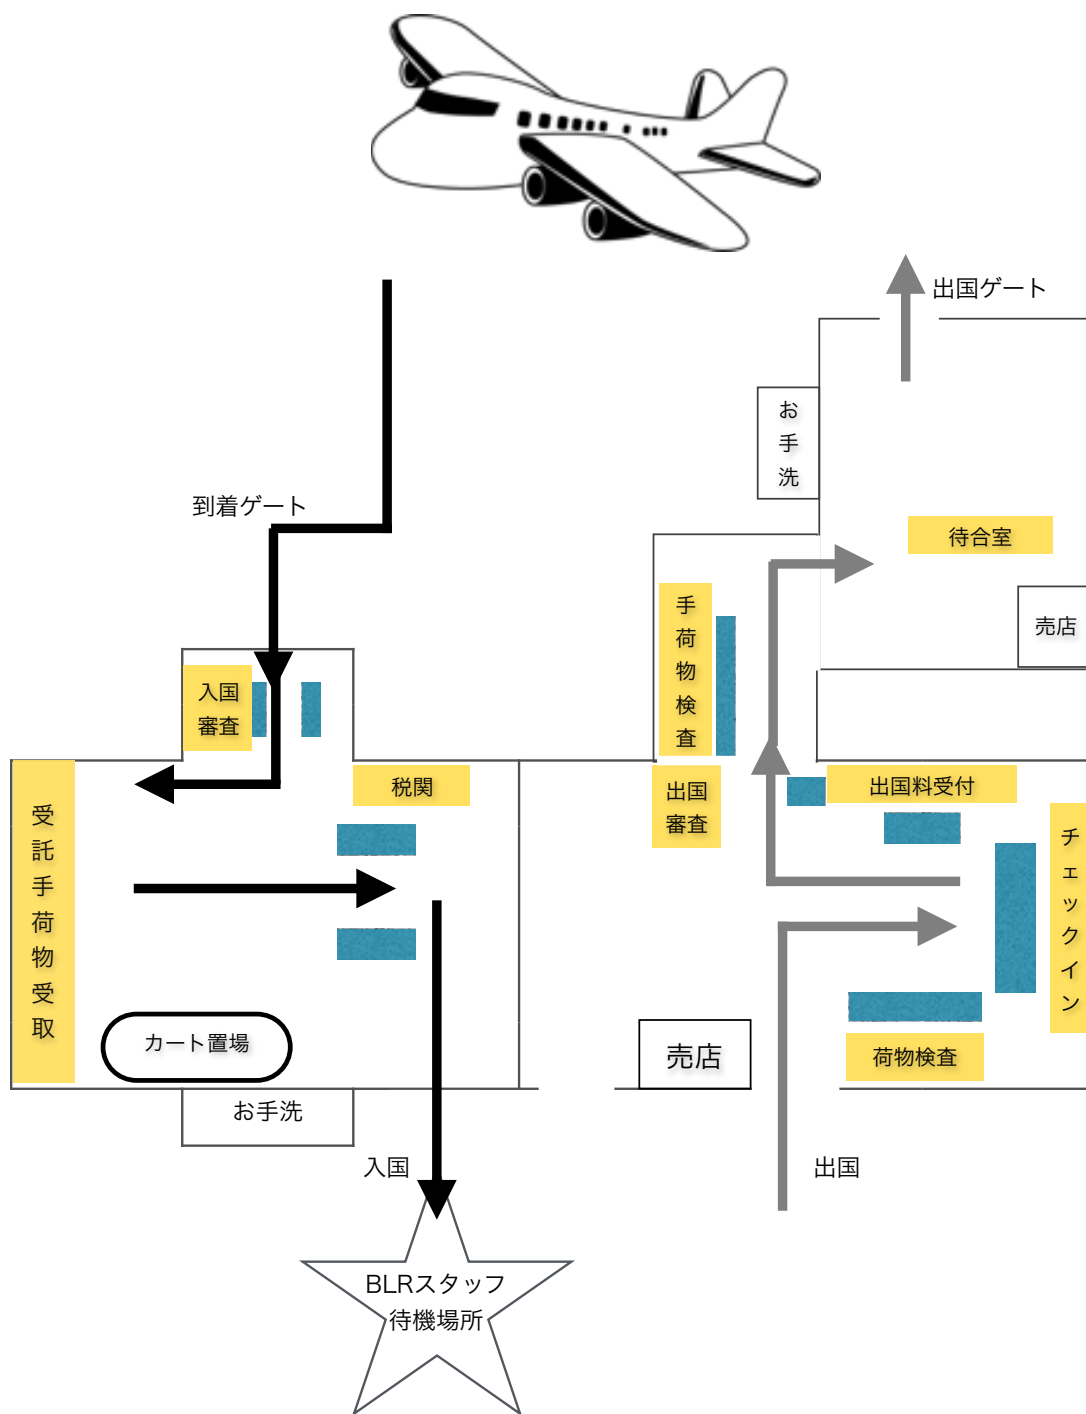 出国ゲート
お手洗
到着ゲート
待合室
手荷物検査
売店
入国
審査
税関
出国
審査
出国料受付
受託手荷物受取
チェックイン
カート置場
売店
荷物検査
お手洗
入国
出国
BLRスタッフ
待機場所